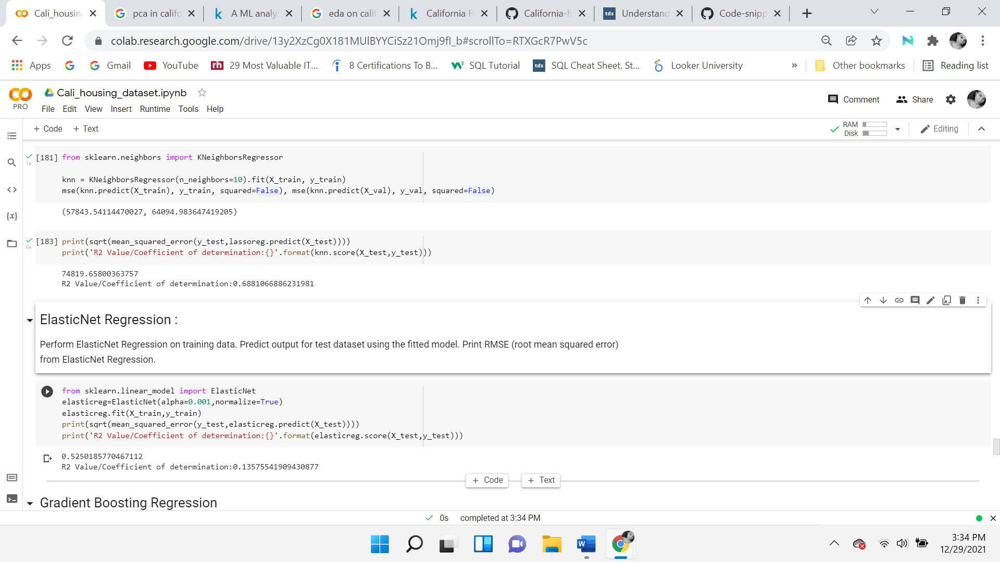 Cali_housin
pca in califo
A ML analy
eda on calif
California H
California-h
tds
Understand
Code-snipp
colab.research.google.com/drive/13y2XzCg0X181MUlBYYCiSz21Omj9fI_b#scrollTo=RTXGcR7PwV5c
Apps
Gmail
YouTube
rh
29 Most Valuable IT...
8 Certifications To B...
SQL Tutorial
tds
SQL Cheat Sheet. St...
Looker University
»
Other bookmarks
Reading list
PRO
Cali_housing_dataset.ipynb
File Edit View Insert Runtime Tools Help
Comment
Share
+ Code + Text
RAM
Disk
Editing
1s
[181] from sklearn.neighbors import KNeighborsRegressor
knn = KNeighborsRegressor(n_neighbors=10).fit(X_train, y_train)
mse(knn.predict(X_train), y_train, squared=False), mse(knn.predict(X_val), y_val, squared=False)
(57843.54114470027, 64094.983647419205)
0s
[183] print(sqrt(mean_squared_error(y_test,lassoreg.predict(X_test))))
print('R2 Value/Coefficient of determination:{}'.format(knn.score(X_test,y_test)))
74819.65800363757
R2 Value/Coefficient of determination:0.6881066886231981
ElasticNet Regression :
Perform ElasticNet Regression on training data. Predict output for test dataset using the fitted model. Print RMSE (root mean squared error)
from ElasticNet Regression.
from sklearn.linear_model import ElasticNet
elasticreg=ElasticNet(alpha=0.001,normalize=True)
elasticreg.fit(X_train,y_train)
print(sqrt(mean_squared_error(y_test,elasticreg.predict(X_test))))
print('R2 Value/Coefficient of determination:{}'.format(elasticreg.score(X_test,y_test)))
0.5250185770467112
R2 Value/Coefficient of determination:0.13575541909430877
+ Code + Text
Gradient Boosting Regression
0s completed at 3:34 PM
3:34 PM
12/29/2021